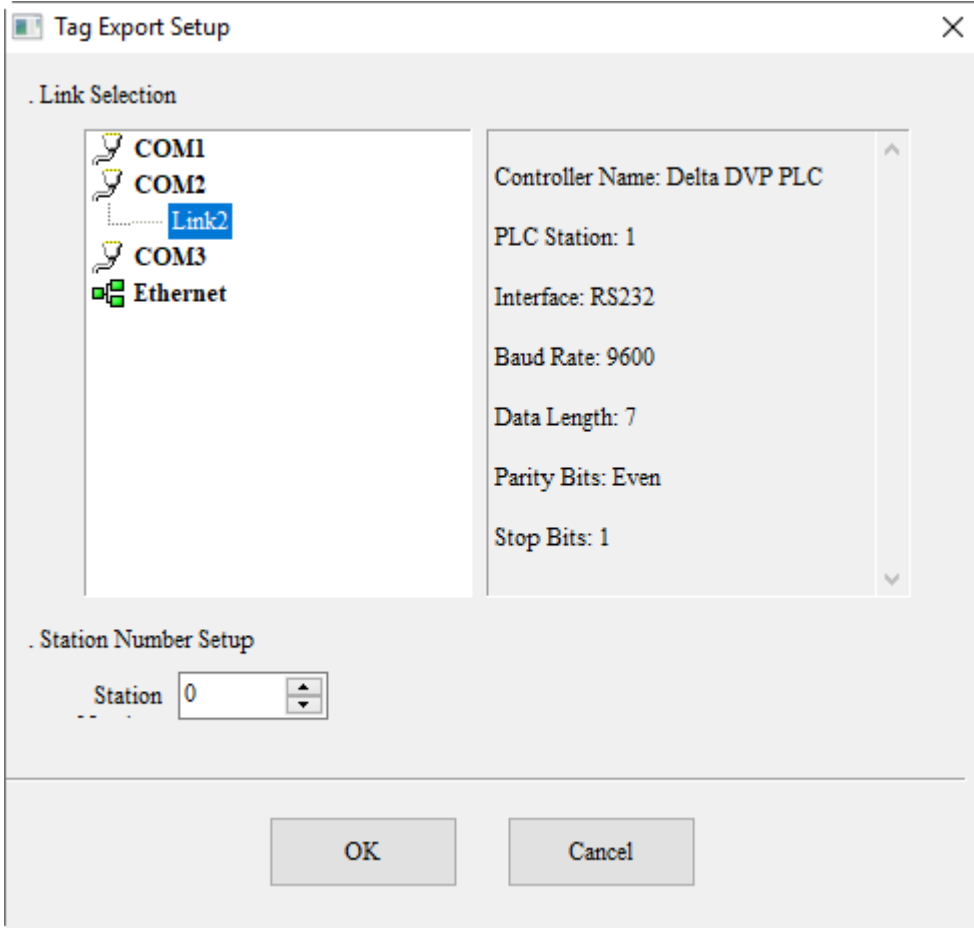 Tag Export Setup
. Link Selection
COM1
COM2
Link2
COM3
Ethernet
Controller Name: Delta DVP PLC
PLC Station: 1
Interface: RS232
Baud Rate: 9600
Data Length: 7
Parity Bits: Even
Stop Bits: 1
. Station Number Setup
Station
0
OK
Cancel